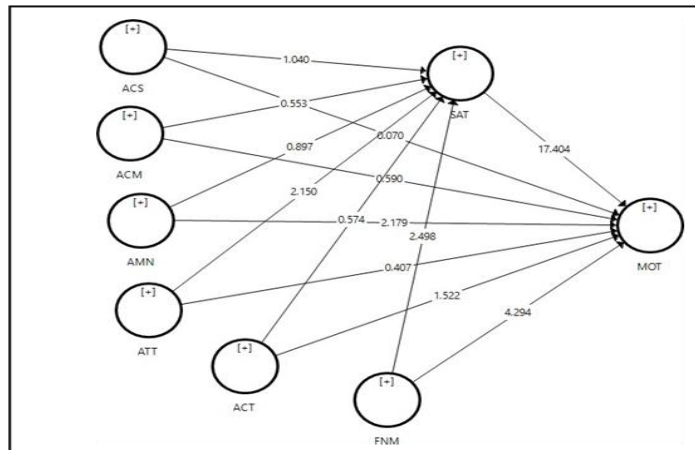 [+]
ACS
[+]
ACM
[+]
AMN
[+]
ATT
[+]
ACT
[+]
FNM
[+]
SAT
[+]
MOT
1.040
0.553
0.070
0.897
0.590
2.150
0.574
2.179
2.498
0.407
1.522
4.294
17.404